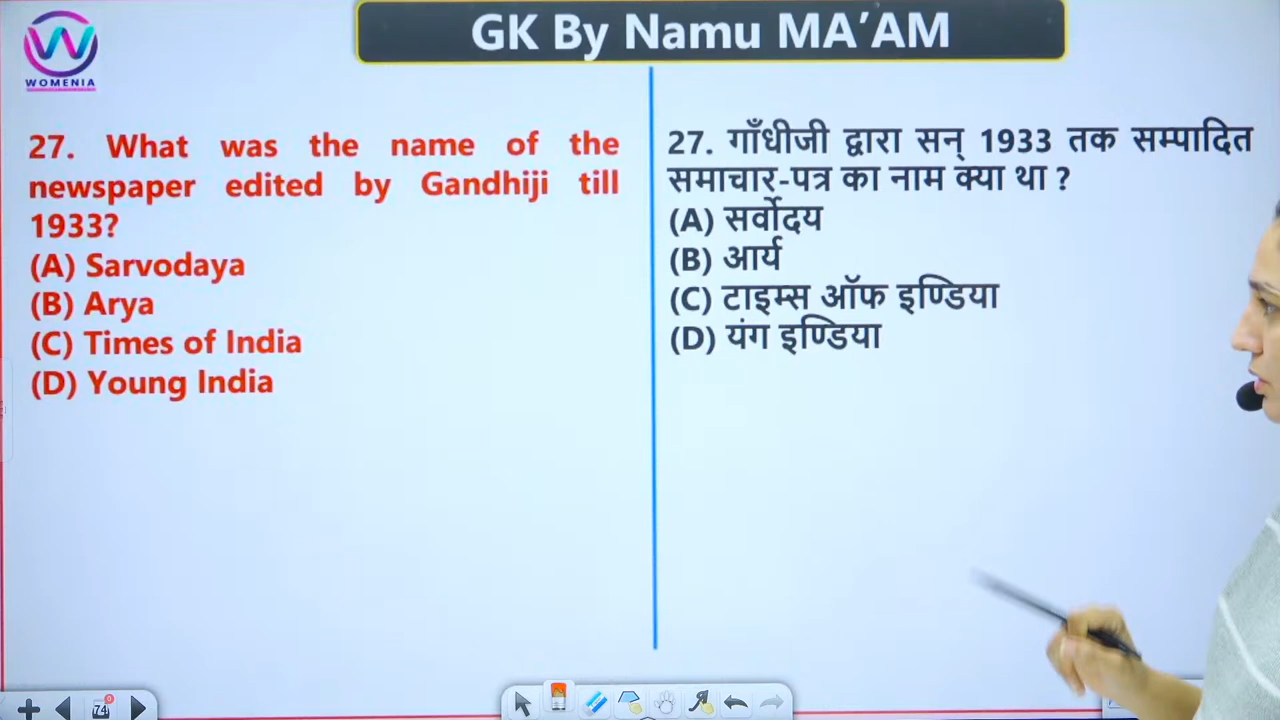 WOMENIA
GK By Namu MA’AM
27. What was the name of the
newspaper edited by Gandhiji till
1933?
(A) Sarvodaya
(B) Arya
(C) Times of India
(D) Young India
27. गाँधीजी द्वारा सन् 1933 तक सम्पादित
समाचार-पत्र का नाम क्या था ?
(A) सर्वोदय
(B) आर्य
(C) टाइम्स ऑफ इण्डिया
(D) यंग इण्डिया
74